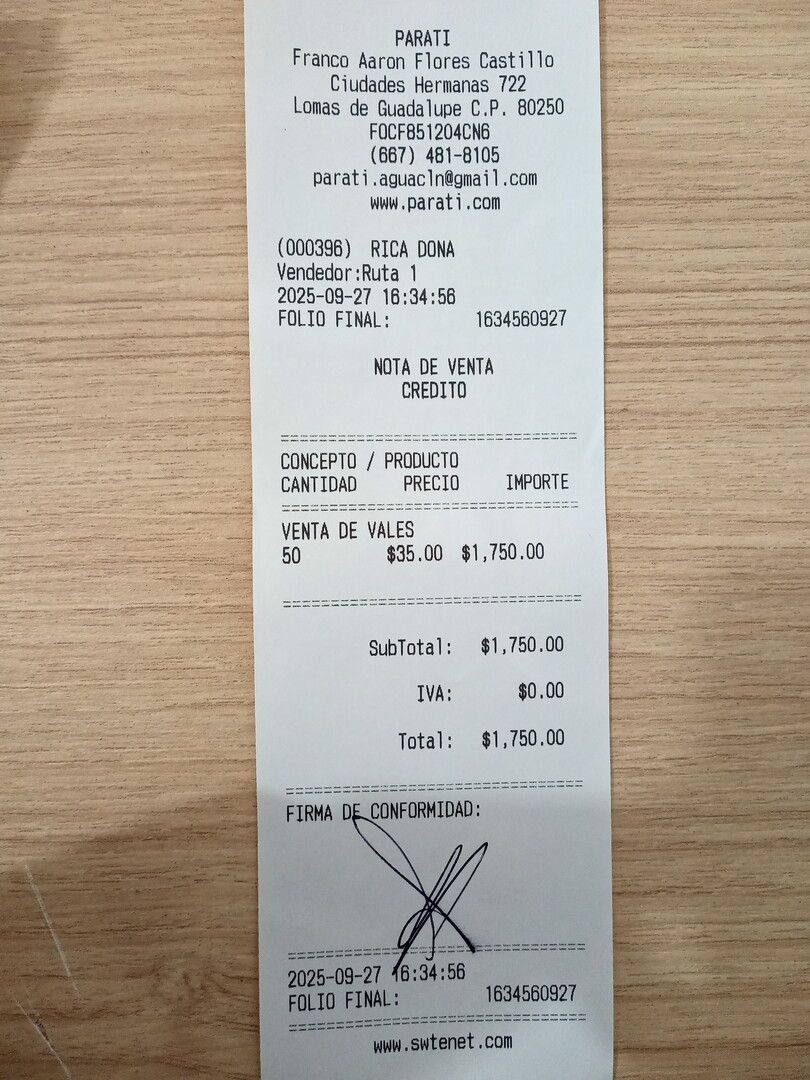 PARATI
Franco Aaron Flores Castillo
Ciudades Hermanas 722
Lomas de Guadalupe C.P. 80250
FOCF851204CN6
(667) 481-8105
parati.aguacln@gmail.com
www.parati.com
(000396) RICA DONA
Vendedor:Ruta 1
2025-09-27 16:34:56
FOLIO FINAL: 1634560927
NOTA DE VENTA
CREDITO
CONCEPTO / PRODUCTO
CANTIDAD PRECIO IMPORTE
VENTA DE VALES
50 $35.00 $1,750.00
SubTotal: $1,750.00
IVA: $0.00
Total: $1,750.00
FIRMA DE CONFORMIDAD:
2025-09-27 16:34:56
FOLIO FINAL: 1634560927
www.swtenet.com